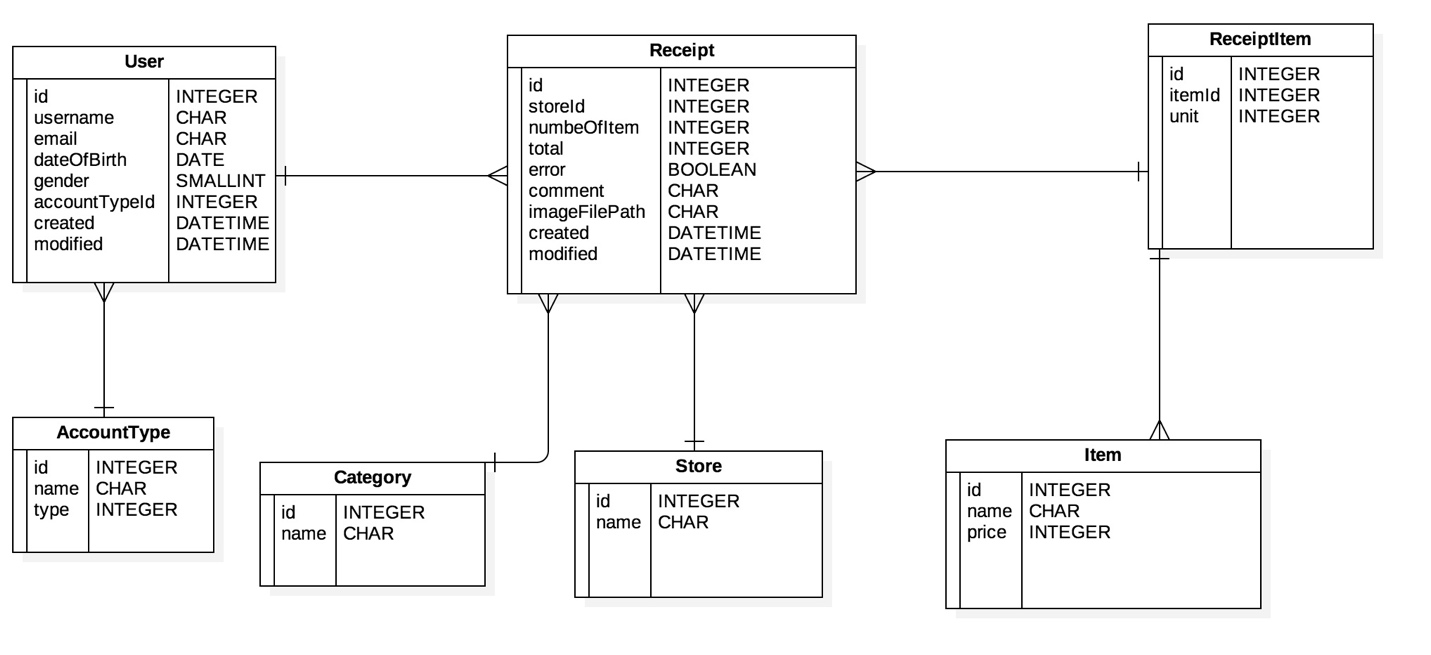 User
id INTEGER
username CHAR
email CHAR
dateOfBirth DATE
gender SMALLINT
accountTypeId INTEGER
created DATETIME
modified DATETIME
Receipt
id INTEGER
storeId INTEGER
numbeOfItem INTEGER
total INTEGER
error BOOLEAN
comment CHAR
imageFilePath CHAR
created DATETIME
modified DATETIME
ReceiptItem
id INTEGER
itemId INTEGER
unit INTEGER
AccountType
id INTEGER
name CHAR
type INTEGER
Category
id INTEGER
name CHAR
Store
id INTEGER
name CHAR
Item
id INTEGER
name CHAR
price INTEGER